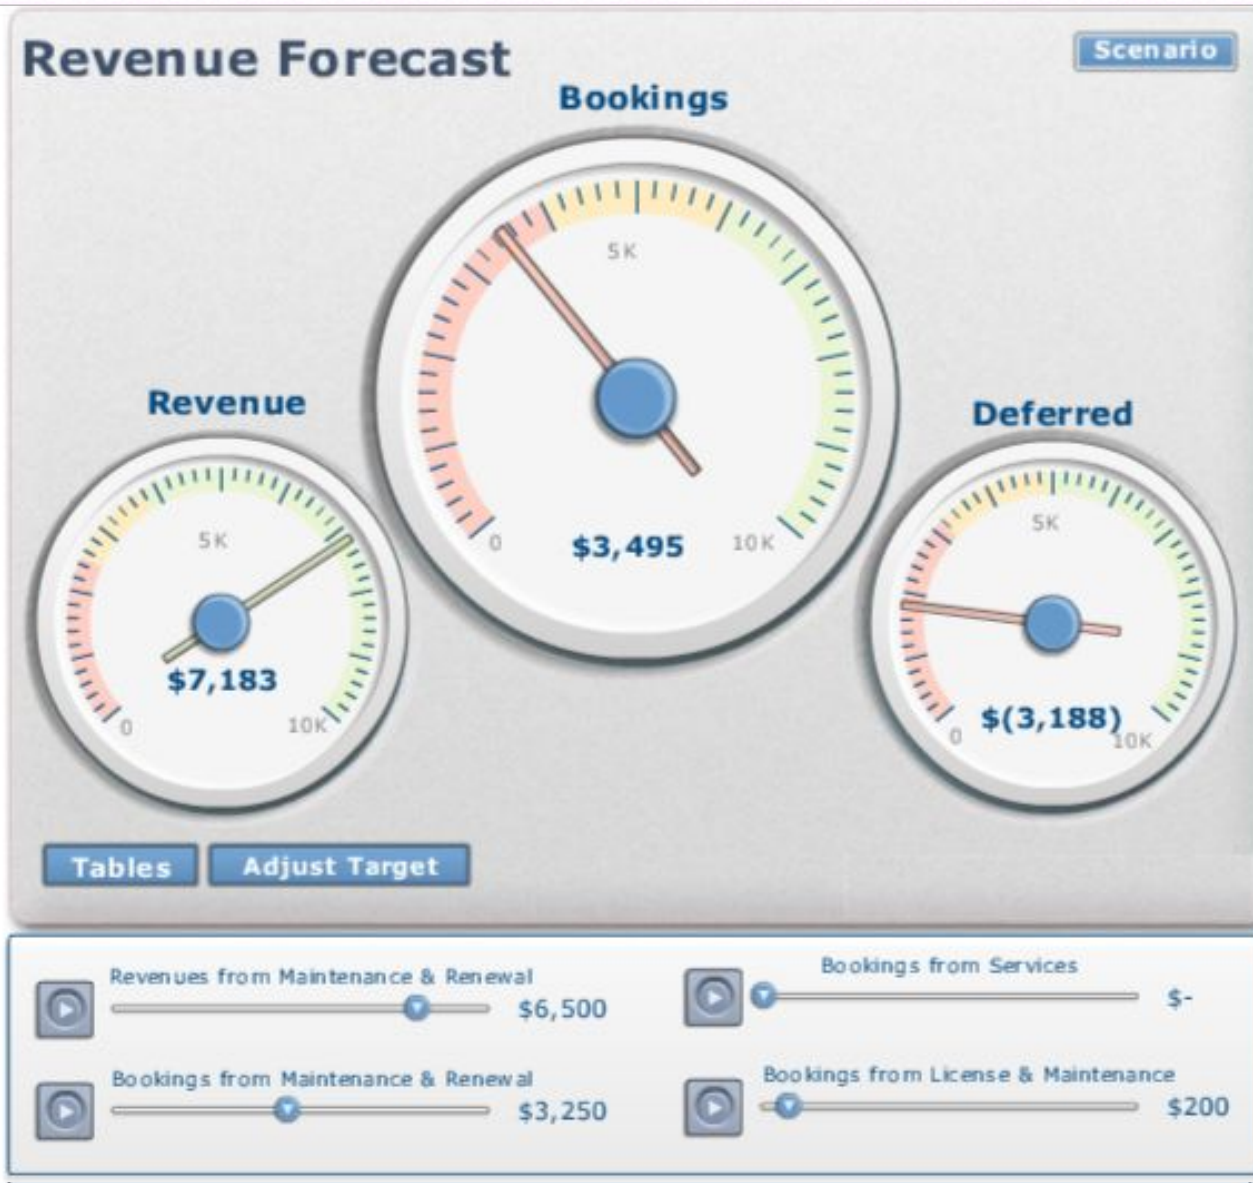 Revenue Forecast
Scenario
Bookings
5K
0
$3,495
10K
Revenue
5K
$7,183
0
10K
Deferred
5K
$(3,188)
0
10K
Tables
Adjust Target
Revenues from Maintenance & Renewal
$6,500
Bookings from Services
$-
Bookings from Maintenance & Renewal
$3,250
Bookings from License & Maintenance
$200